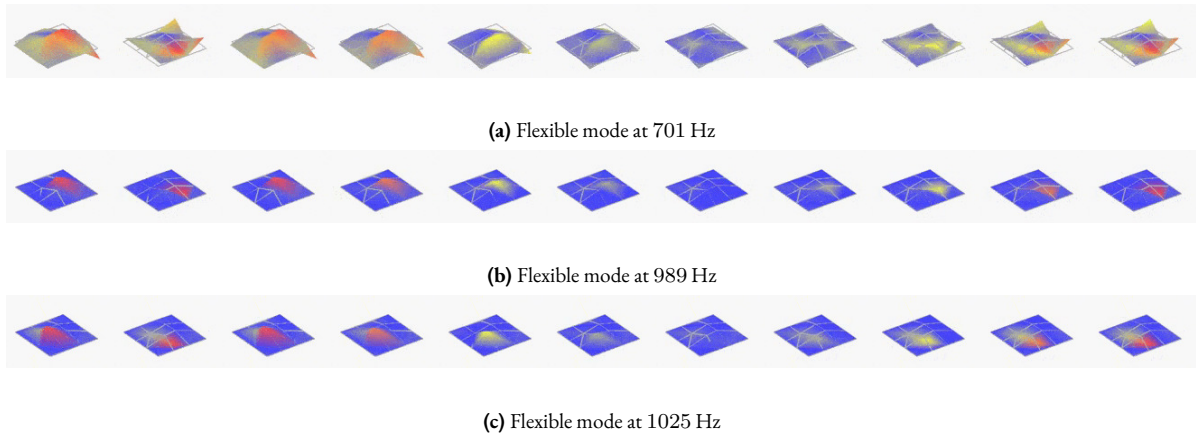 (a) Flexible mode at 701 Hz
(b) Flexible mode at 989 Hz
(c) Flexible mode at 1025 Hz